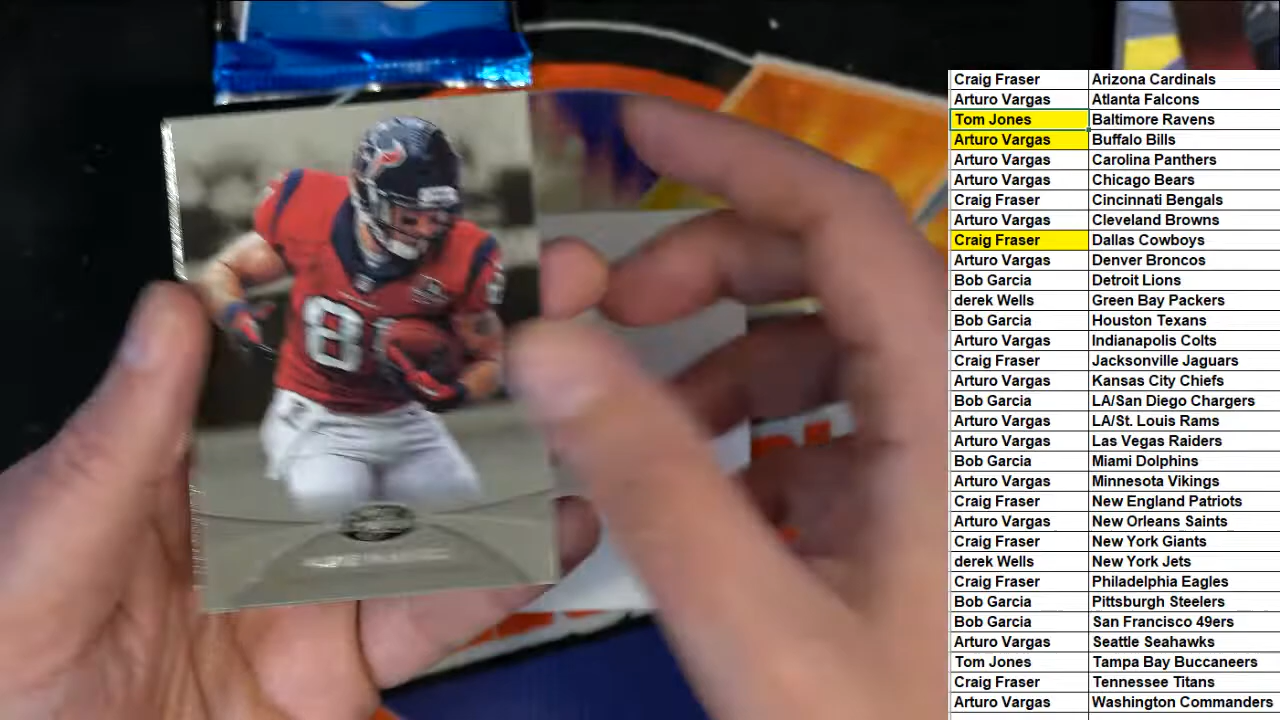 Craig Fraser Arizona Cardinals
Arturo Vargas Atlanta Falcons
Tom Jones Baltimore Ravens
Arturo Vargas Buffalo Bills
Arturo Vargas Carolina Panthers
Arturo Vargas Chicago Bears
Craig Fraser Cincinnati Bengals
Arturo Vargas Cleveland Browns
Craig Fraser Dallas Cowboys
Arturo Vargas Denver Broncos
Bob Garcia Detroit Lions
derek Wells Green Bay Packers
Bob Garcia Houston Texans
Arturo Vargas Indianapolis Colts
Craig Fraser Jacksonville Jaguars
Arturo Vargas Kansas City Chiefs
Bob Garcia LA/San Diego Chargers
Arturo Vargas LA/St. Louis Rams
Arturo Vargas Las Vegas Raiders
Bob Garcia Miami Dolphins
Arturo Vargas Minnesota Vikings
Craig Fraser New England Patriots
Arturo Vargas New Orleans Saints
Craig Fraser New York Giants
derek Wells New York Jets
Craig Fraser Philadelphia Eagles
Bob Garcia Pittsburgh Steelers
Bob Garcia San Francisco 49ers
Arturo Vargas Seattle Seahawks
Tom Jones Tampa Bay Buccaneers
Craig Fraser Tennessee Titans
Arturo Vargas Washington Commanders